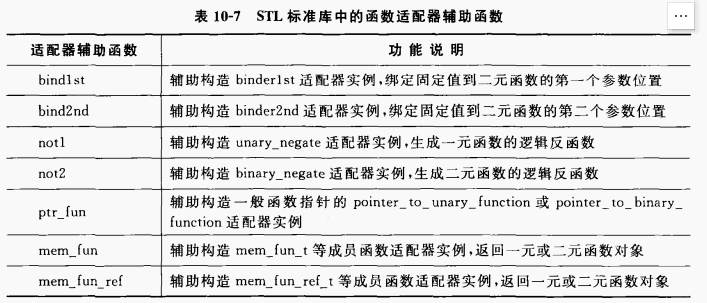 表 10-7 STL 标准库中的函数适配器辅助函数
适配器辅助函数 功能说明
bind1st 辅助构造 binder1st 适配器实例,绑定固定值到二元函数的第一个参数位置
bind2nd 辅助构造 binder2nd 适配器实例,绑定固定值到二元函数的第二个参数位置
not1 辅助构造 unary_negate 适配器实例,生成一元函数的逻辑反函数
not2 辅助构造 binary_negate 适配器实例,生成二元函数的逻辑反函数
ptr_fun 辅助构造一般函数指针的 pointer_to_unary_function 或 pointer_to_binary_
function 适配器实例
mem_fun 辅助构造 mem_fun_t 等成员函数适配器实例,返回一元或二元函数对象
mem_fun_ref 辅助构造 mem_fun_ref_t 等成员函数适配器实例,返回一元或二元函数对象